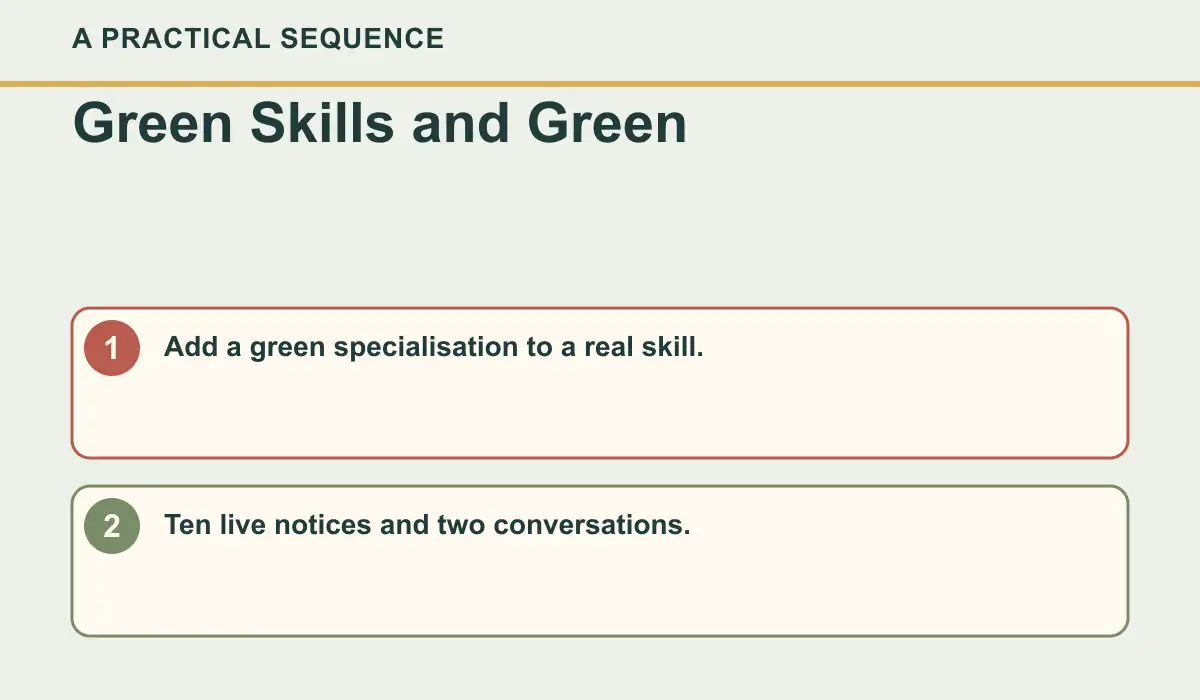 A PRACTICAL SEQUENCE
Green Skills and Green
1
Add a green specialisation to a real skill.
2
Ten live notices and two conversations.